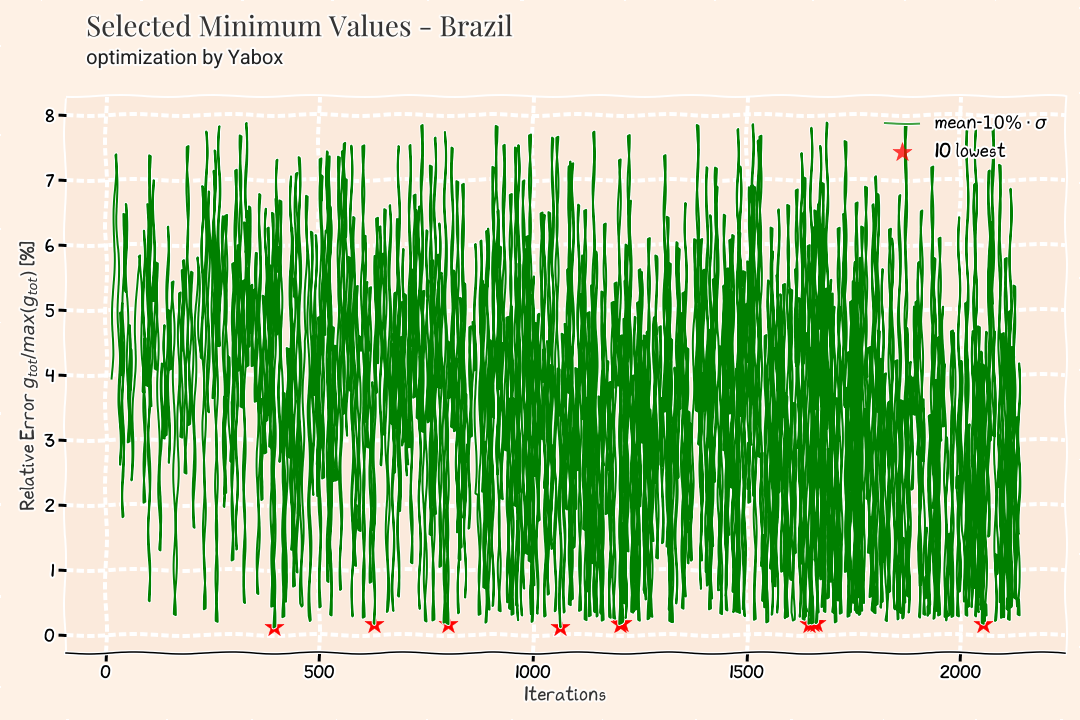 Selected Minimum Values - Brazil
optimization by Yabox
mean-10% · σ
10 lowest
Relative Error g_tot/max(g_tot) [%]
8
7
6
5
4
3
2
1
0
0 500 1000 1500 2000
Iterations